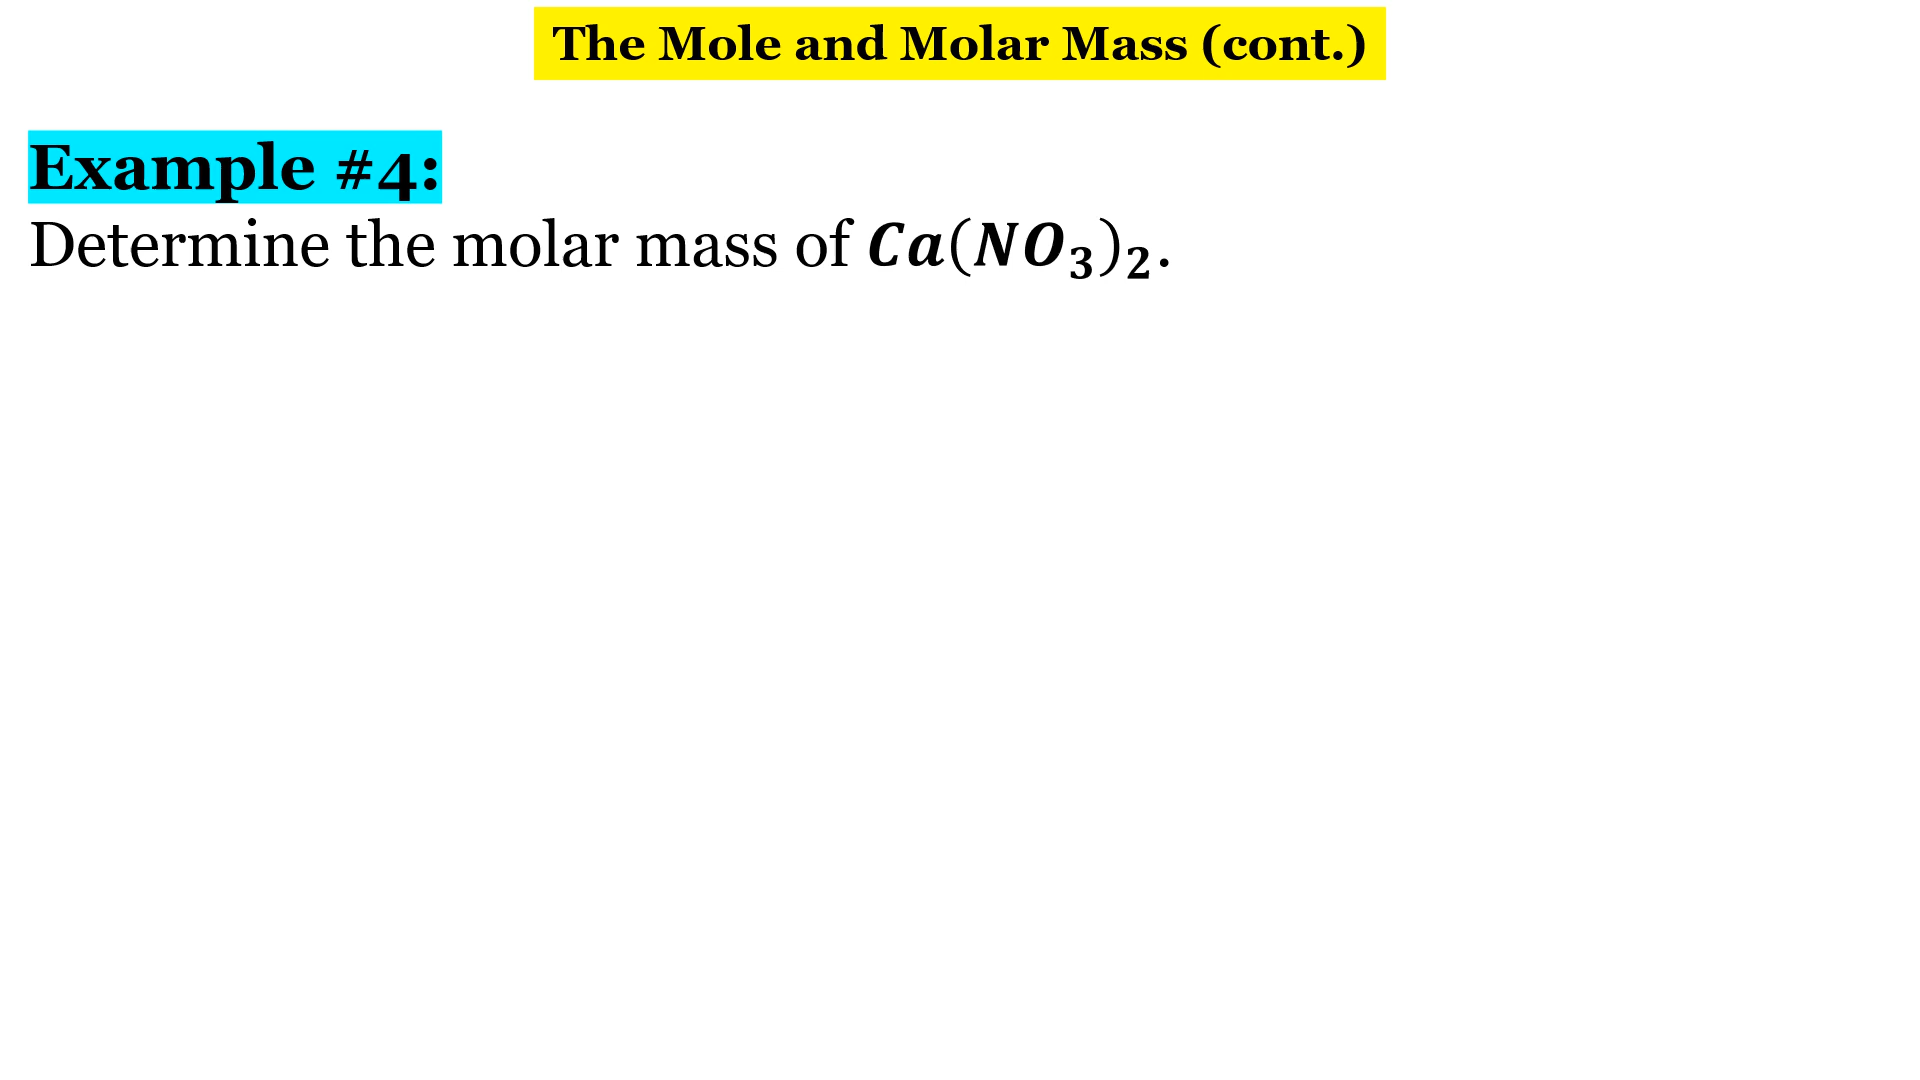 The Mole and Molar Mass (cont.)
Example #4:
Determine the molar mass of Ca(NO₃)₂.